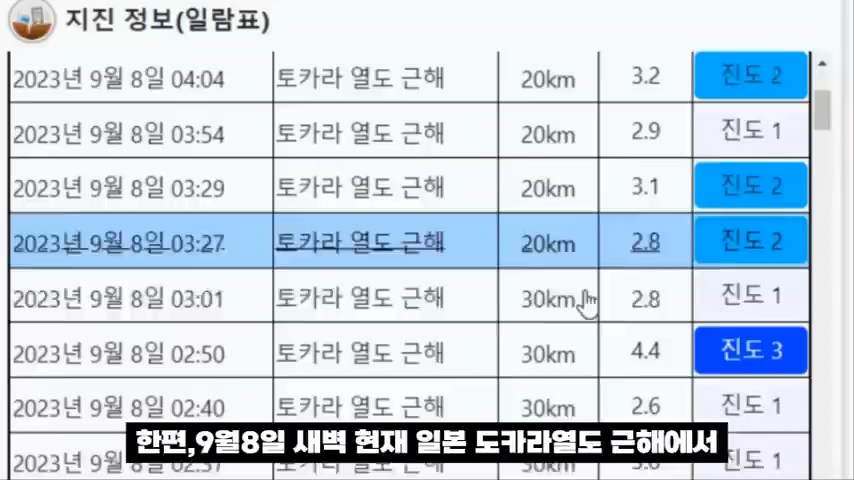 지진 정보(일람표)
2023년 9월 8일 04:04 토카라 열도 근해 20km 3.2 진도 2
2023년 9월 8일 03:54 토카라 열도 근해 20km 2.9 진도 1
2023년 9월 8일 03:29 토카라 열도 근해 20km 3.1 진도 2
2023년 9월 8일 03:27 토카라 열도 근해 20km 2.8 진도 2
2023년 9월 8일 03:01 토카라 열도 근해 30km 2.8 진도 1
2023년 9월 8일 02:50 토카라 열도 근해 30km 4.4 진도 3
2023년 9월 8일 02:40 토카라 열도 근해 30km 2.6 진도 1
한편,9월8일 새벽 현재 일본 도카라열도 근해에서
진도 1